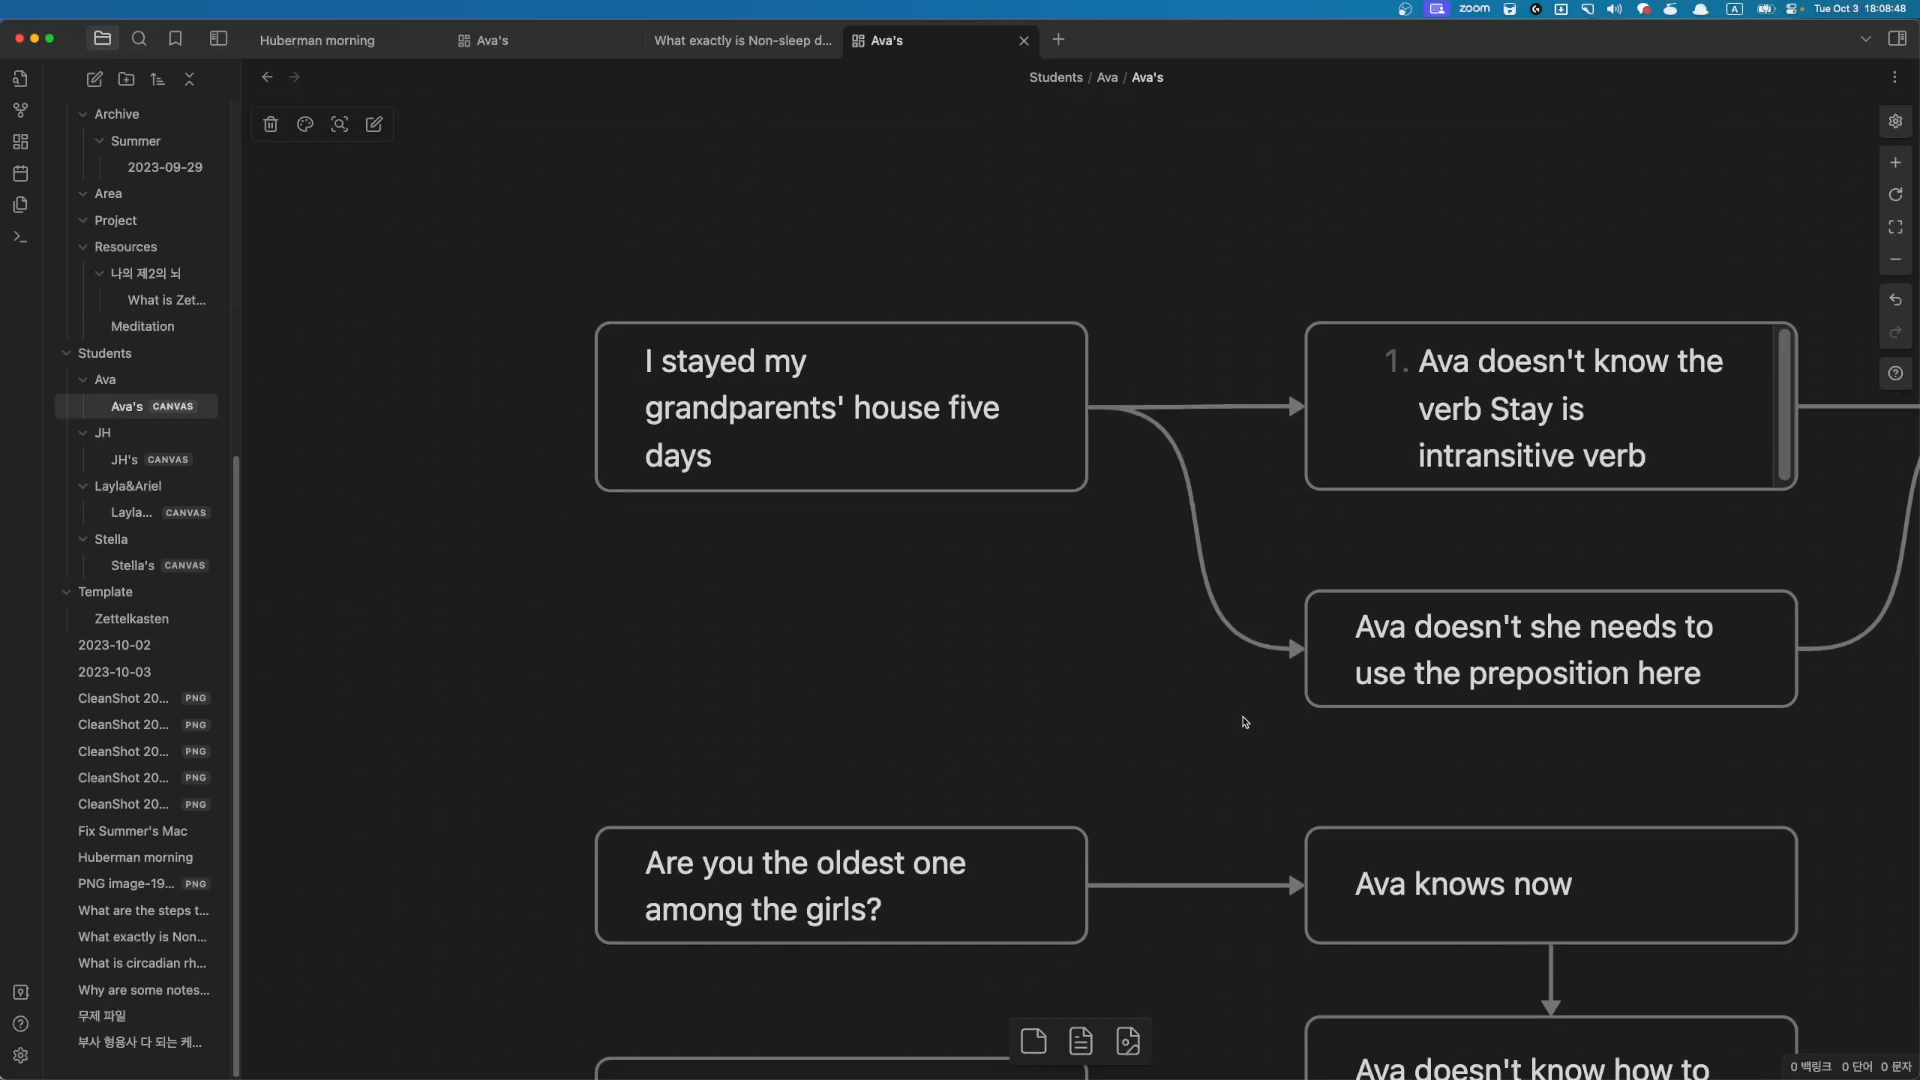 zoom
A
Tue Oct 3 18:08:48
Huberman morning
Ava's
What exactly is Non-sleep d...
Ava's
Students / Ava / Ava's
Archive
Summer
2023-09-29
Area
Project
Resources
나의 제2의 뇌
What is Zet...
Meditation
Students
Ava
Ava's CANVAS
JH
JH's CANVAS
Layla&Ariel
Layla... CANVAS
Stella
Stella's CANVAS
Template
Zettelkasten
2023-10-02
2023-10-03
CleanShot 20... PNG
CleanShot 20... PNG
CleanShot 20... PNG
CleanShot 20... PNG
CleanShot 20... PNG
Fix Summer's Mac
Huberman morning
PNG image-19... PNG
What are the steps t...
What exactly is Non...
What is circadian rh...
Why are some notes...
무제 파일
부사 형용사 다 되는 케...
I stayed my
grandparents' house five
days
1. Ava doesn't know the
verb Stay is
intransitive verb
Ava doesn't she needs to
use the preposition here
Are you the oldest one
among the girls?
Ava knows now
Ava doesn't know how to
0 백링크 0 단어 0 문자